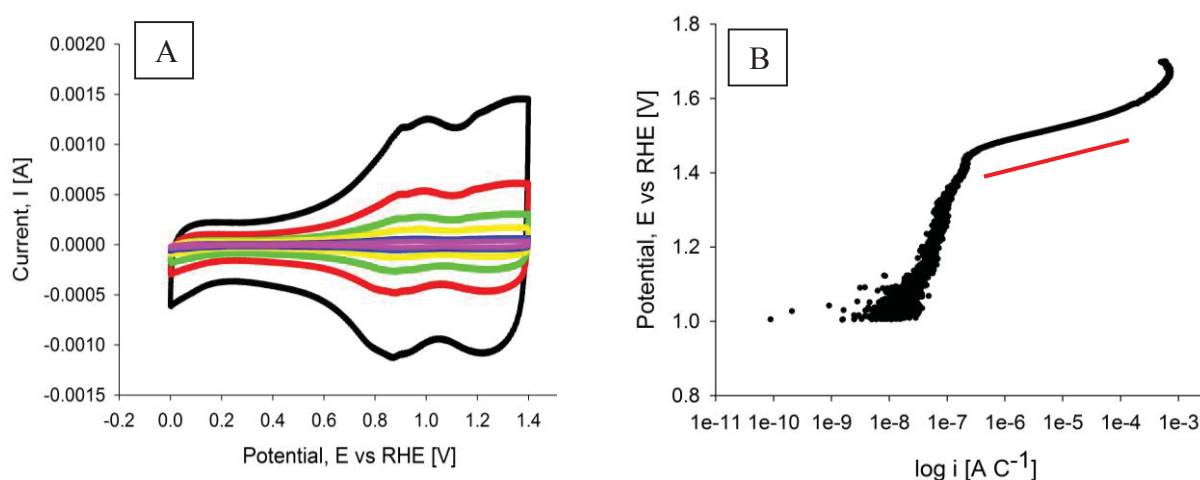 A
Current, I [A]
0.0020
0.0015
0.0010
0.0005
0.0000
-0.0005
-0.0010
-0.0015
-0.2 0.0 0.2 0.4 0.6 0.8 1.0 1.2 1.4
Potential, E vs RHE [V]
B
Potential, E vs RHE [V]
1.8
1.6
1.4
1.2
1.0
0.8
1e-11 1e-10 1e-9 1e-8 1e-7 1e-6 1e-5 1e-4 1e-3
log i [A C⁻¹]